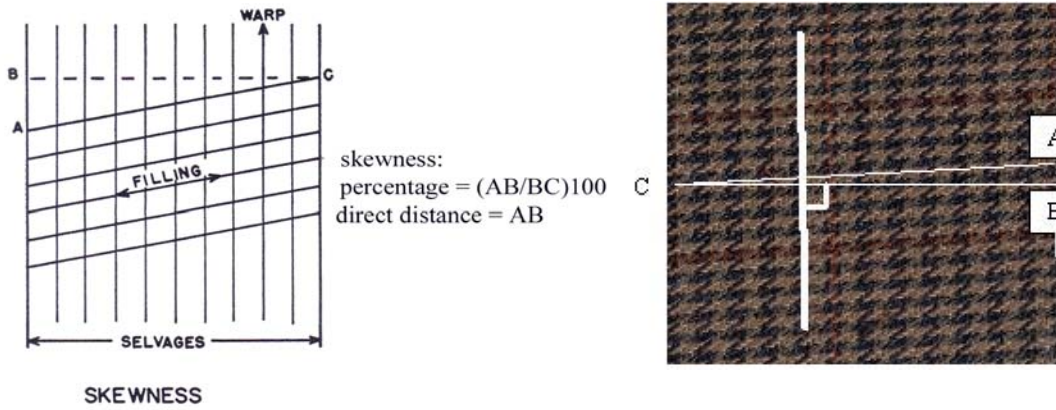 WARP
B
C
A
FILLING
skewness:
percentage = (AB/BC)100
direct distance = AB
SELVAGES
SKEWNESS
C
A
B